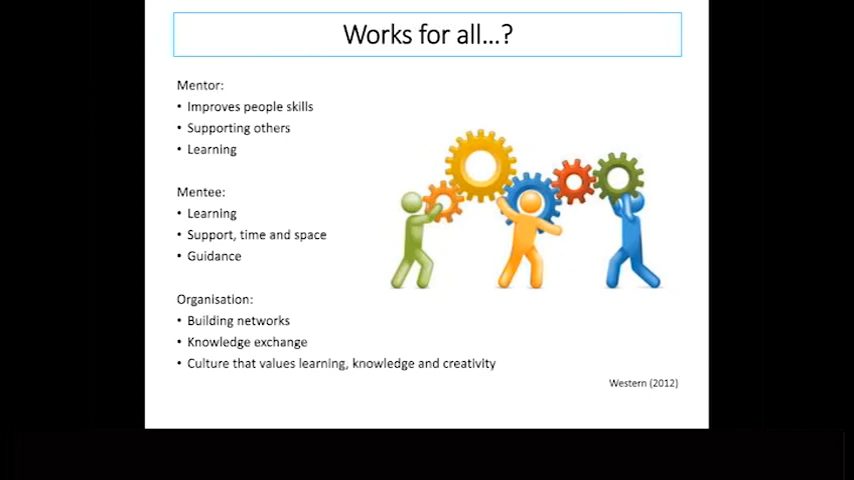 Works for all...?
Mentor:
• Improves people skills
• Supporting others
• Learning
Mentee:
• Learning
• Support, time and space
• Guidance
Organisation:
• Building networks
• Knowledge exchange
• Culture that values learning, knowledge and creativity
Western (2012)